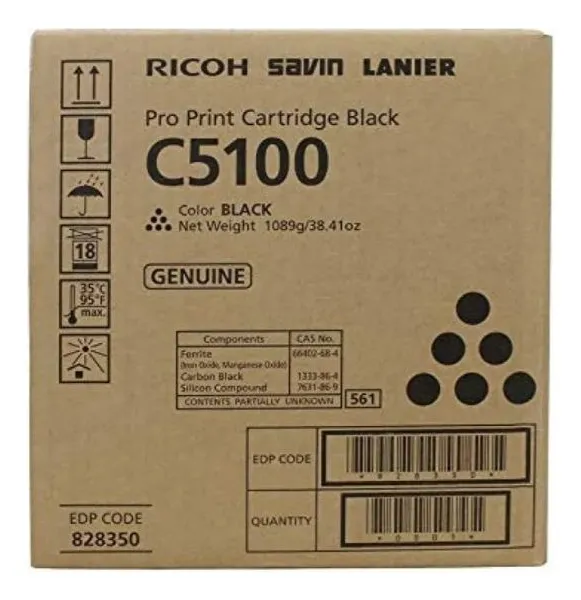 RICOH savin LANIER
Pro Print Cartridge Black
C5100
Color BLACK
Net Weight 1089g/38.41oz
GENUINE
18
35°C
95°F
max.
Components CAS No.
Ferrite 66402-68-4
(Iron Oxide, Manganese Oxide)
Carbon Black 1333-86-4
Silicon Compound 7631-86-9
CONTENTS PARTIALLY UNKNOWN 561
EDP CODE
*828350*
QUANTITY
*0001*
EDP CODE
828350